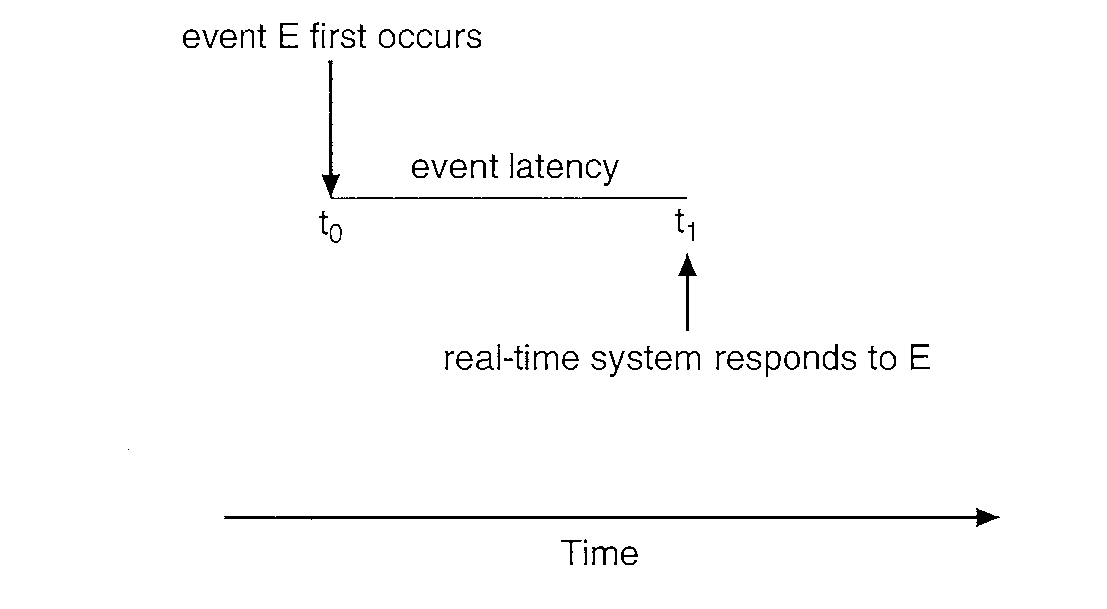 event E first occurs
event latency
t₀
t₁
real-time system responds to E
Time